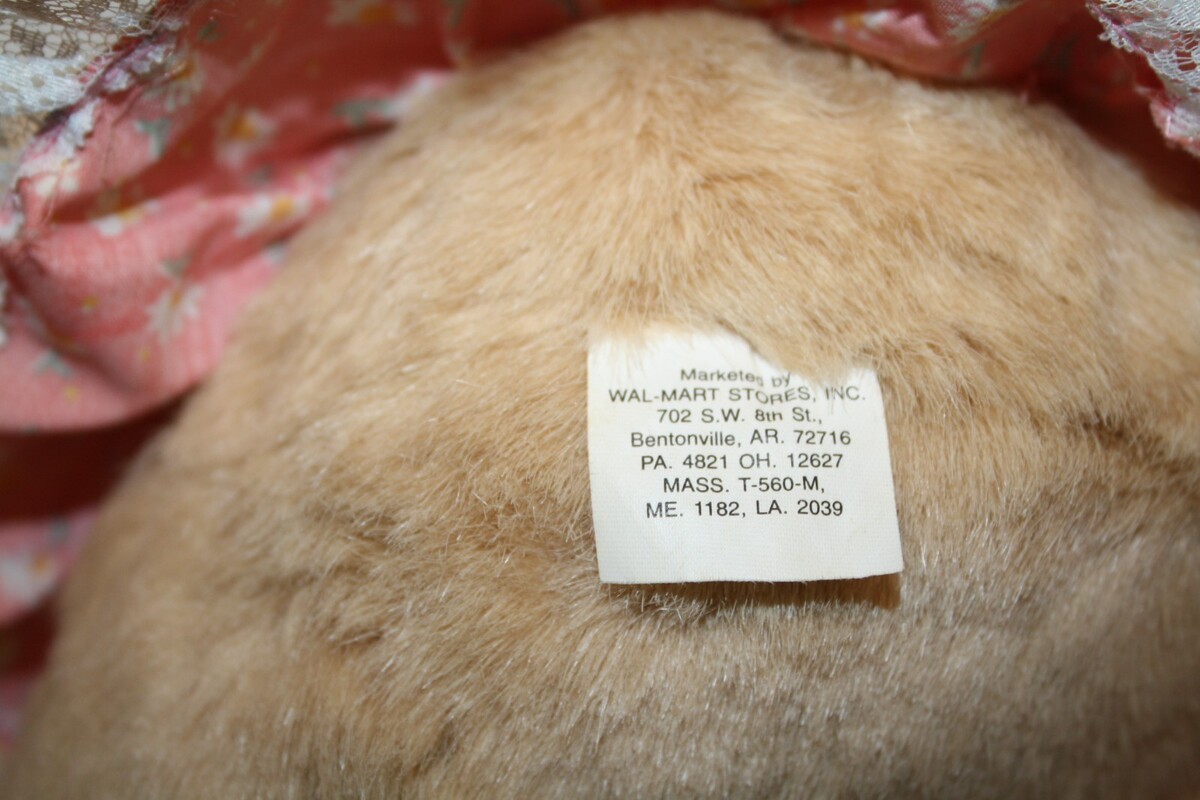 Marketed by
WAL-MART STORES, INC.
702 S.W. 8th St.,
Bentonville, AR. 72716
PA. 4821 OH. 12627
MASS. T-560-M,
ME. 1182, LA. 2039